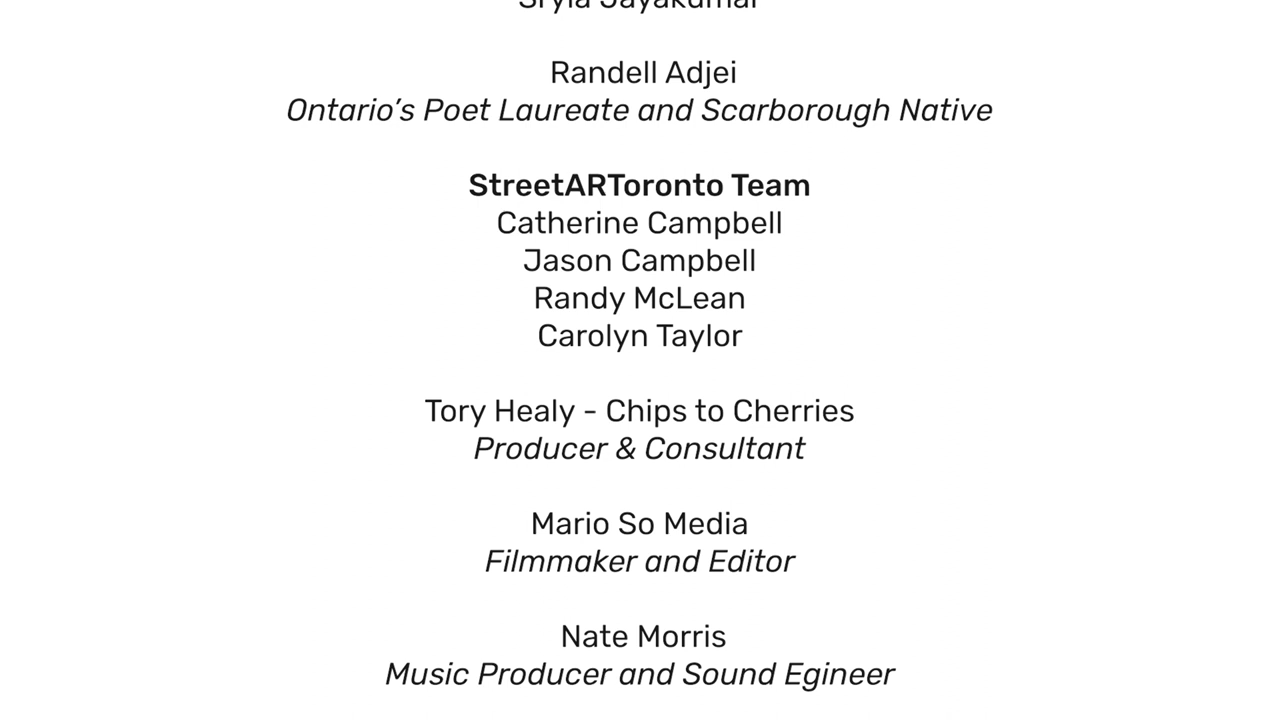 Randell Adjei
Ontario’s Poet Laureate and Scarborough Native
StreetARToronto Team
Catherine Campbell
Jason Campbell
Randy McLean
Carolyn Taylor
Tory Healy - Chips to Cherries
Producer & Consultant
Mario So Media
Filmmaker and Editor
Nate Morris
Music Producer and Sound Egineer